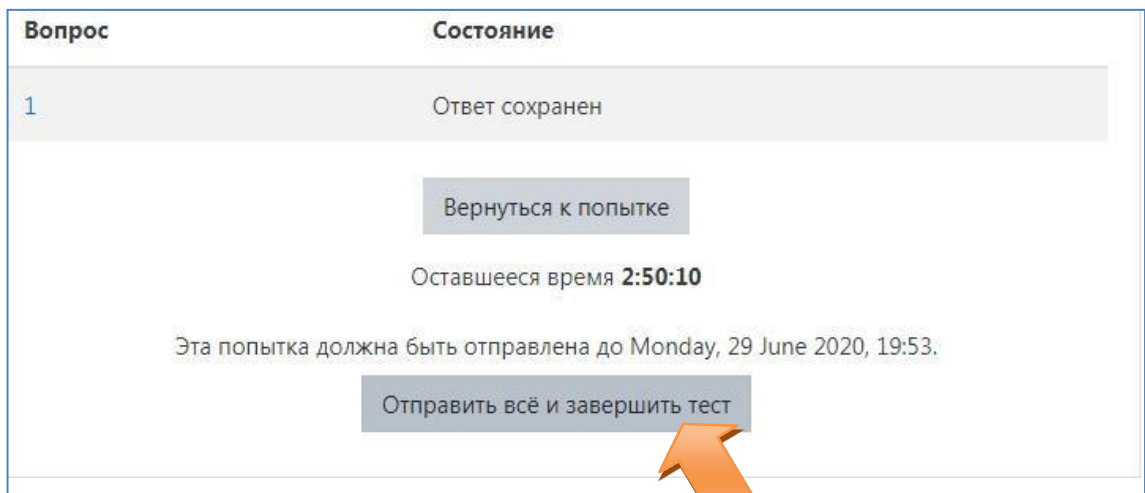 Вопрос Состояние
1 Ответ сохранен
Вернуться к попытке
Оставшееся время 2:50:10
Эта попытка должна быть отправлена до Monday, 29 June 2020, 19:53.
Отправить всё и завершить тест